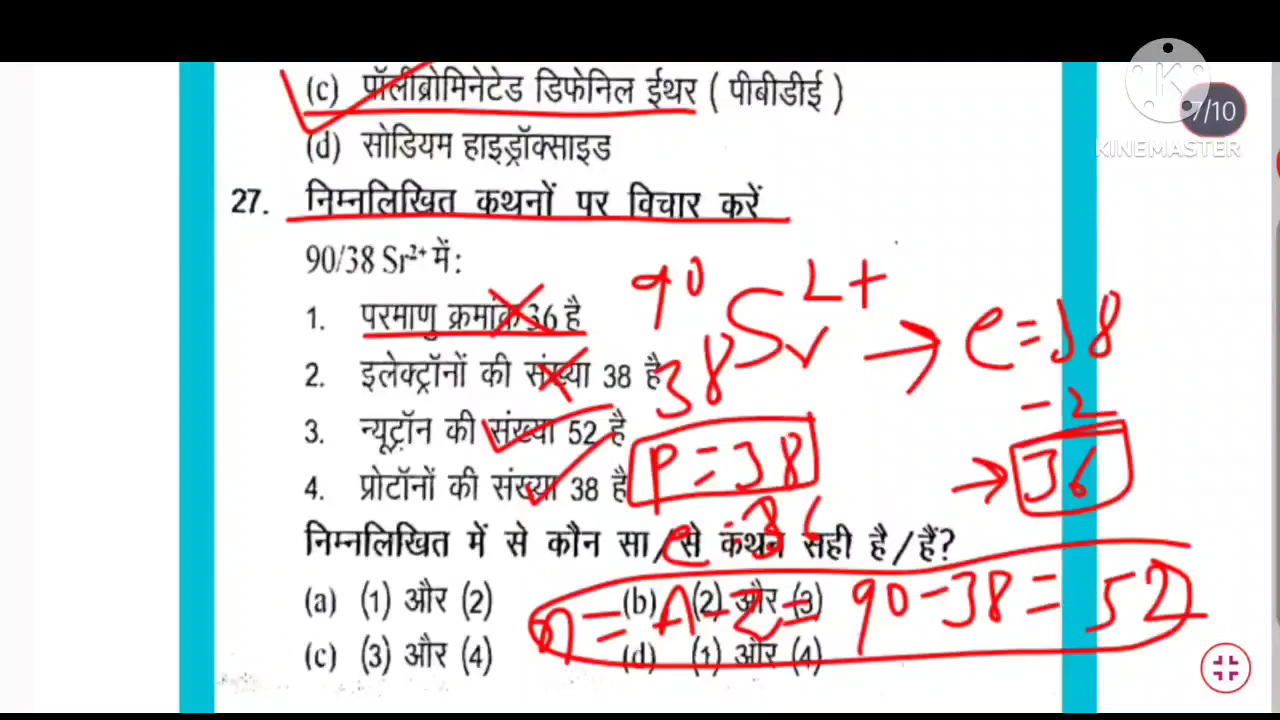 (c) पॉलीब्रोमिनेटेड डिफेनिल ईथर ( पीबीडीई )
7/10
KINEMASTER
(d) सोडियम हाइड्रॉक्साइड
27. निम्नलिखित कथनों पर विचार करें
90/38 Sr²⁺ में :
1. परमाणु क्रमांक 36 है
2. इलेक्ट्रॉनों की संख्या 38 है
3. न्यूट्रॉन की संख्या 52 है
4. प्रोटॉनों की संख्या 38 है
90 38 Sr 2+ → e = 38
- 2
→ 36
P = 38
e = 36
निम्नलिखित में से कौन सा/से कथन सही है/हैं?
(a) (1) और (2) (b) (2) और (3)
n = A - Z = 90 - 38 = 52
(c) (3) और (4) (d) (1) और (4)